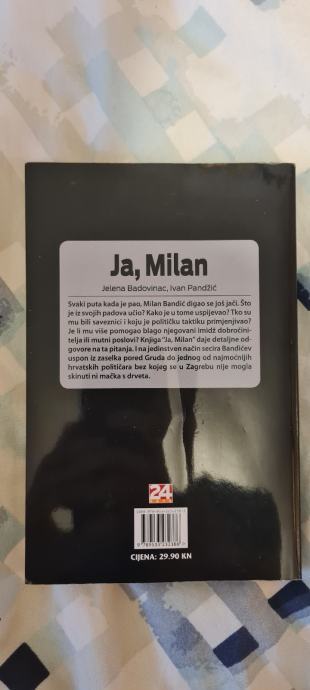 Ja, Milan
Jelena Badovinac, Ivan Pandžić
Svaki puta kada je pao, Milan Bandić digao se još jači. Što
je iz svojih padova učio? Kako je u tome uspijevao? Tko su
mu bili saveznici i koju je političku taktiku primjenjivao?
Je li mu više pomogao blago njegovani imidž dobročini-
telja ili mutni poslovi? Knjiga "Ja, Milan" daje detaljne od-
govore na ta pitanja. I na jedinstven način secira Bandićev
uspon iz zaselka pored Gruda do jednog od najmoćnijih
hrvatskih političara bez kojeg se u Zagrebu nije mogla
skinuti ni mačka s drveta.
24
CIJENA: 29.90 KN